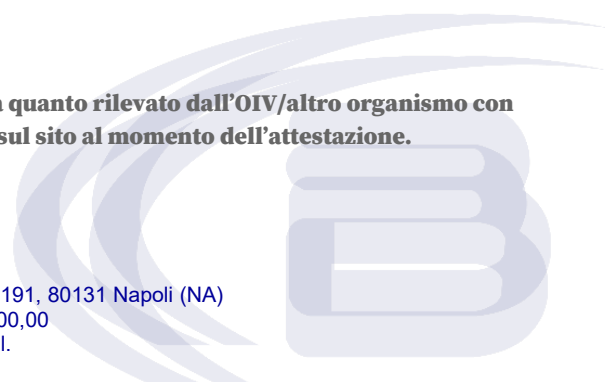 quanto rilevato dall’OIV/altro organismo con
sul sito al momento dell’attestazione.
191, 80131 Napoli (NA)
00,00
l.